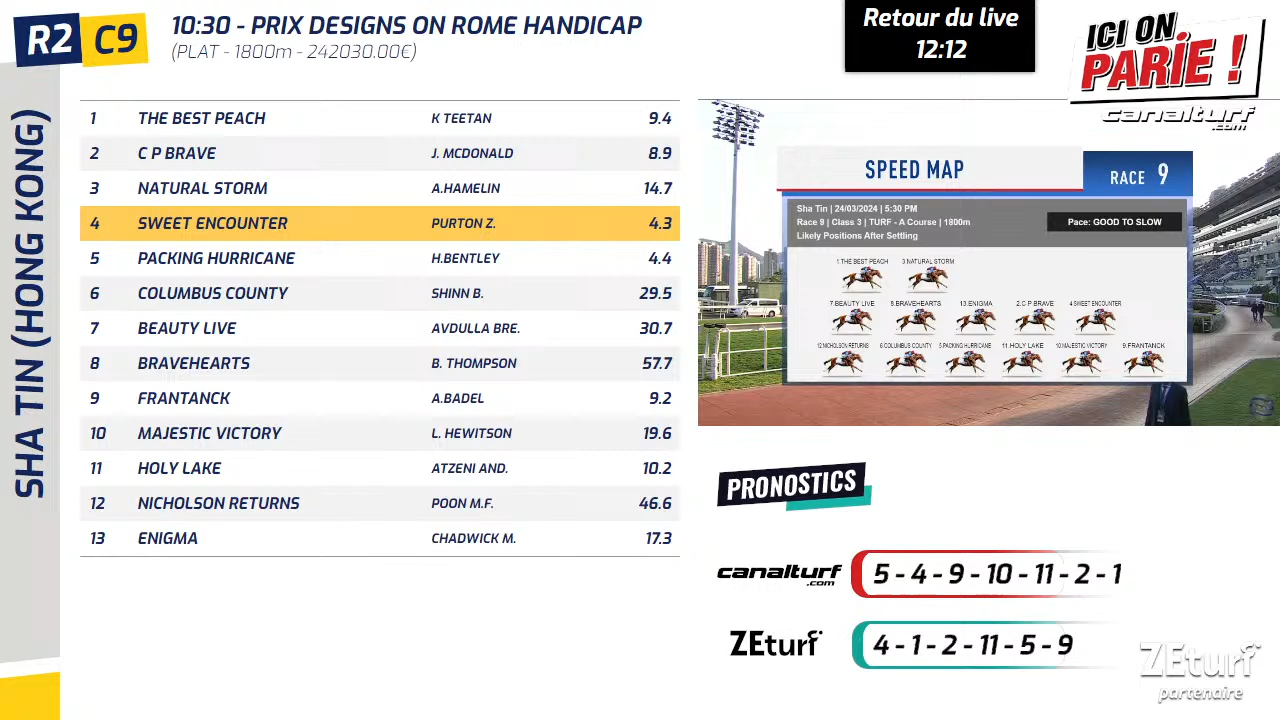 R2 C9
10:30 - PRIX DESIGNS ON ROME HANDICAP
(PLAT - 1800m - 242030.00€)
Retour du live
12:12
ICI ON
PARIE !
canalturf
.com
SHA TIN (HONG KONG)
1 THE BEST PEACH K TEETAN 9.4
2 C P BRAVE J. MCDONALD 8.9
3 NATURAL STORM A.HAMELIN 14.7
4 SWEET ENCOUNTER PURTON Z. 4.3
5 PACKING HURRICANE H.BENTLEY 4.4
6 COLUMBUS COUNTY SHINN B. 29.5
7 BEAUTY LIVE AVDULLA BRE. 30.7
8 BRAVEHEARTS B. THOMPSON 57.7
9 FRANTANCK A.BADEL 9.2
10 MAJESTIC VICTORY L. HEWITSON 19.6
11 HOLY LAKE ATZENI AND. 10.2
12 NICHOLSON RETURNS POON M.F. 46.6
13 ENIGMA CHADWICK M. 17.3
SPEED MAP
RACE 9
Sha Tin | 24/03/2024 | 5:30 PM
Race 9 | Class 3 | TURF - A Course | 1800m
Likely Positions After Settling
Pace: GOOD TO SLOW
1.THE BEST PEACH 3.NATURAL STORM
7.BEAUTY LIVE 8.BRAVEHEARTS 13.ENIGMA 2.C P BRAVE 4.SWEET ENCOUNTER
12.NICHOLSON RETURNS 6.COLUMBUS COUNTY 5.PACKING HURRICANE 11.HOLY LAKE 10.MAJESTIC VICTORY 9.FRANTANCK
PRONOSTICS
canalturf
.com
5 - 4 - 9 - 10 - 11 - 2 - 1
ZEturf
4 - 1 - 2 - 11 - 5 - 9
ZEturf
partenaire